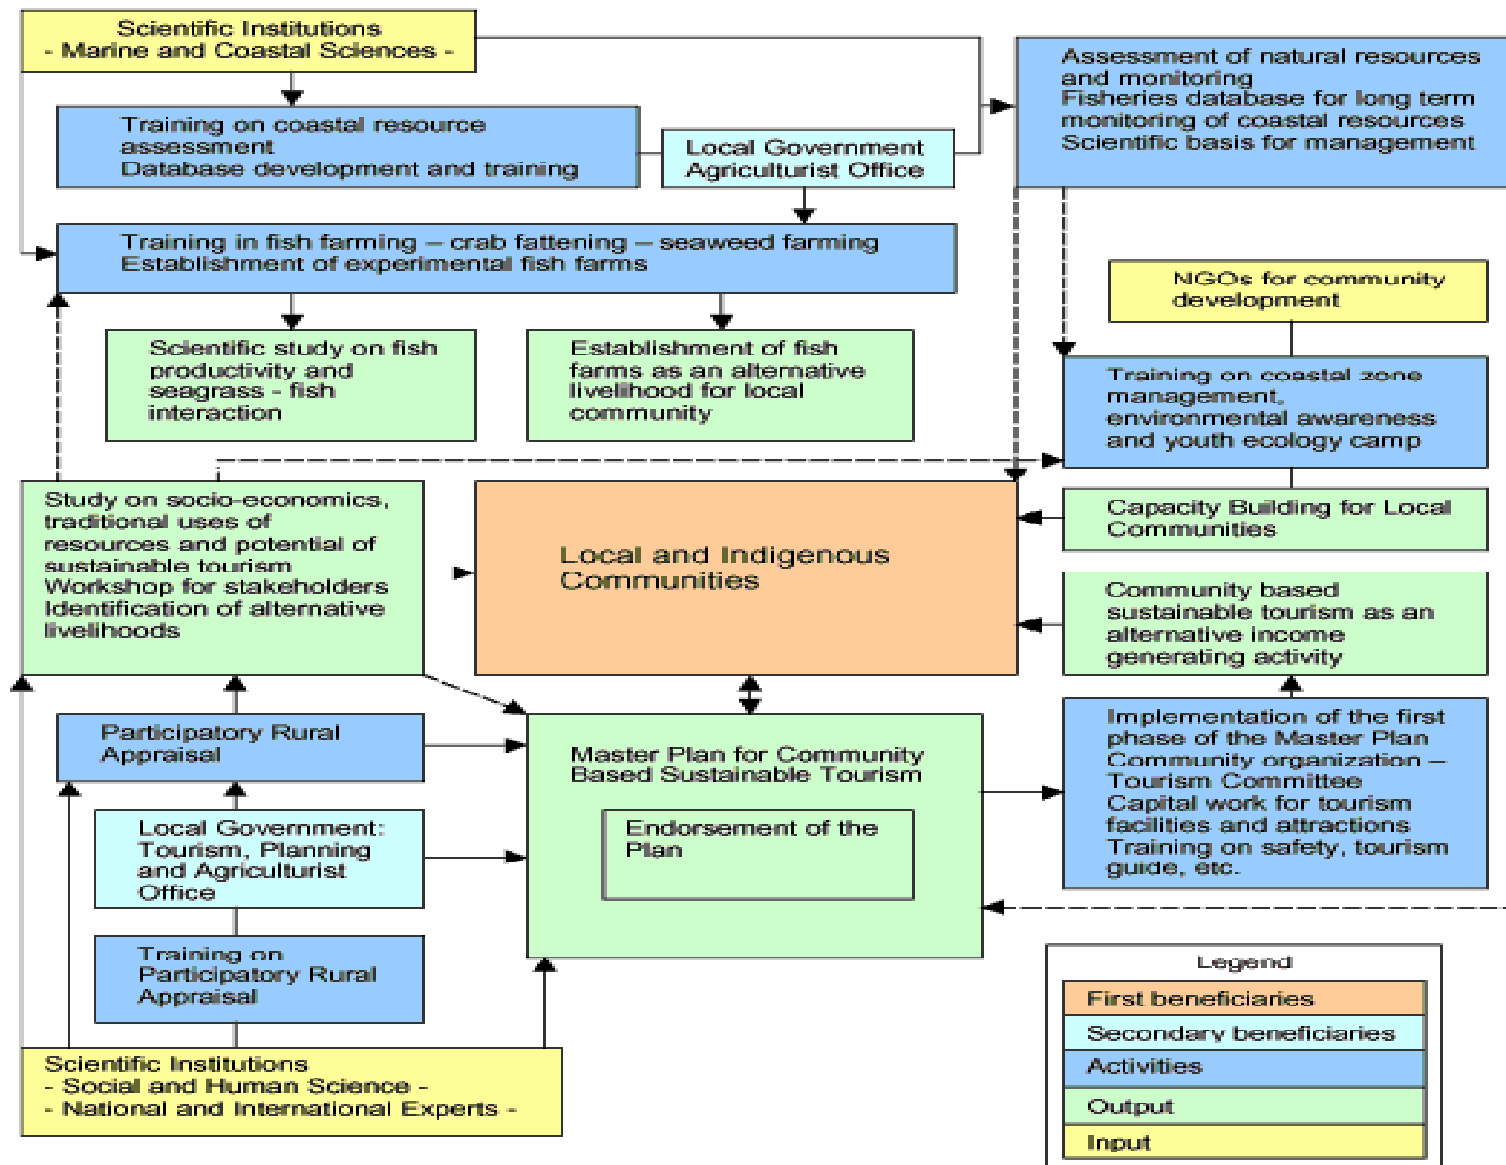 Scientific Institutions
- Marine and Coastal Sciences -
Assessment of natural resources
and monitoring
Fisheries database for long term
monitoring of coastal resources
Scientific basis for management
Training on coastal resource
assessment
Database development and training
Local Government
Agriculturist Office
Training in fish farming – crab fattening – seaweed farming
Establishment of experimental fish farms
NGOs for community
development
Scientific study on fish
productivity and
seagrass - fish
interaction
Establishment of fish
farms as an alternative
livelihood for local
community
Training on coastal zone
management,
environmental awareness
and youth ecology camp
Study on socio-economics,
traditional uses of
resources and potential of
sustainable tourism
Workshop for stakeholders
Identification of alternative
livelihoods
Local and Indigenous
Communities
Capacity Building for Local
Communities
Community based
sustainable tourism as an
alternative income
generating activity
Participatory Rural
Appraisal
Master Plan for Community
Based Sustainable Tourism
Endorsement of the
Plan
Implementation of the first
phase of the Master Plan
Community organization –
Tourism Committee
Capital work for tourism
facilities and attractions
Training on safety, tourism
guide, etc.
Local Government:
Tourism, Planning
and Agriculturist
Office
Training on
Participatory Rural
Appraisal
Scientific Institutions
- Social and Human Science -
- National and International Experts -
Legend
First beneficiaries
Secondary beneficiaries
Activities
Output
Input